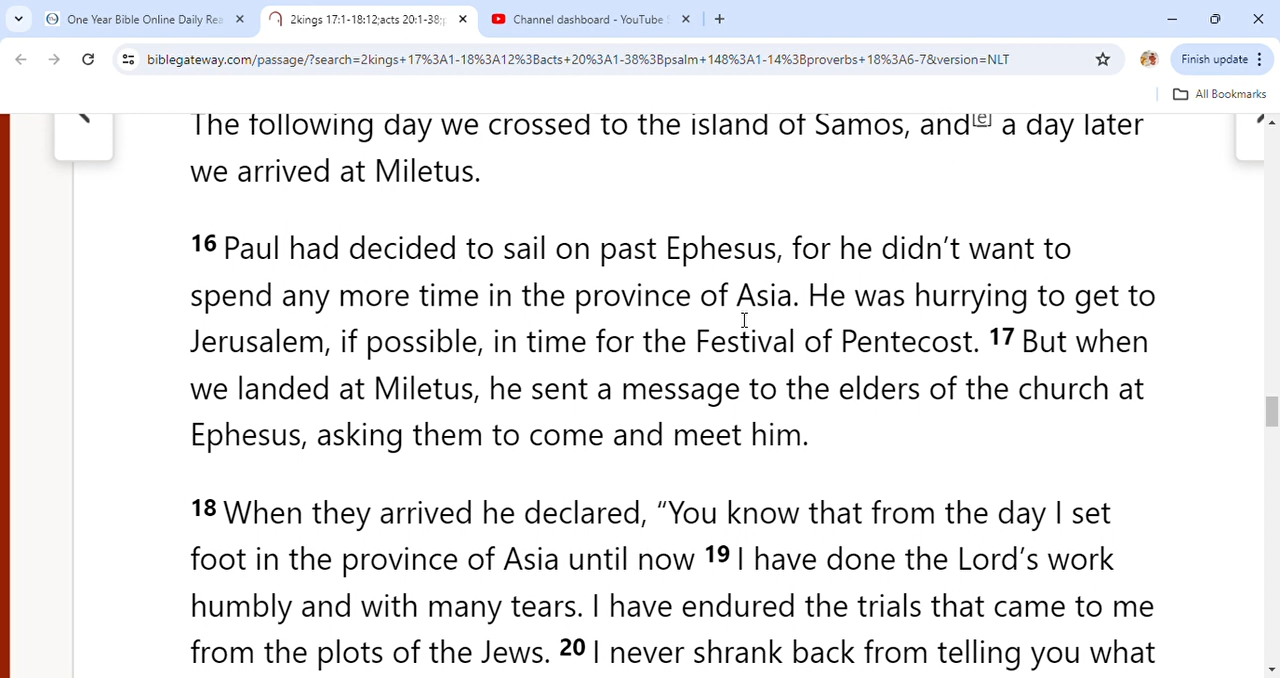 One Year Bible Online Daily Rea
2kings 17:1-18:12;acts 20:1-38;
Channel dashboard - YouTube
biblegateway.com/passage/?search=2kings+17%3A1-18%3A12%3Bacts+20%3A1-38%3Bpsalm+148%3A1-14%3Bproverbs+18%3A6-7&version=NLT
Finish update
All Bookmarks
The following day we crossed to the island of Samos, and[e] a day later
we arrived at Miletus.
16 Paul had decided to sail on past Ephesus, for he didn’t want to
spend any more time in the province of Asia. He was hurrying to get to
Jerusalem, if possible, in time for the Festival of Pentecost. 17 But when
we landed at Miletus, he sent a message to the elders of the church at
Ephesus, asking them to come and meet him.
18 When they arrived he declared, “You know that from the day I set
foot in the province of Asia until now 19 I have done the Lord’s work
humbly and with many tears. I have endured the trials that came to me
from the plots of the Jews. 20 I never shrank back from telling you what